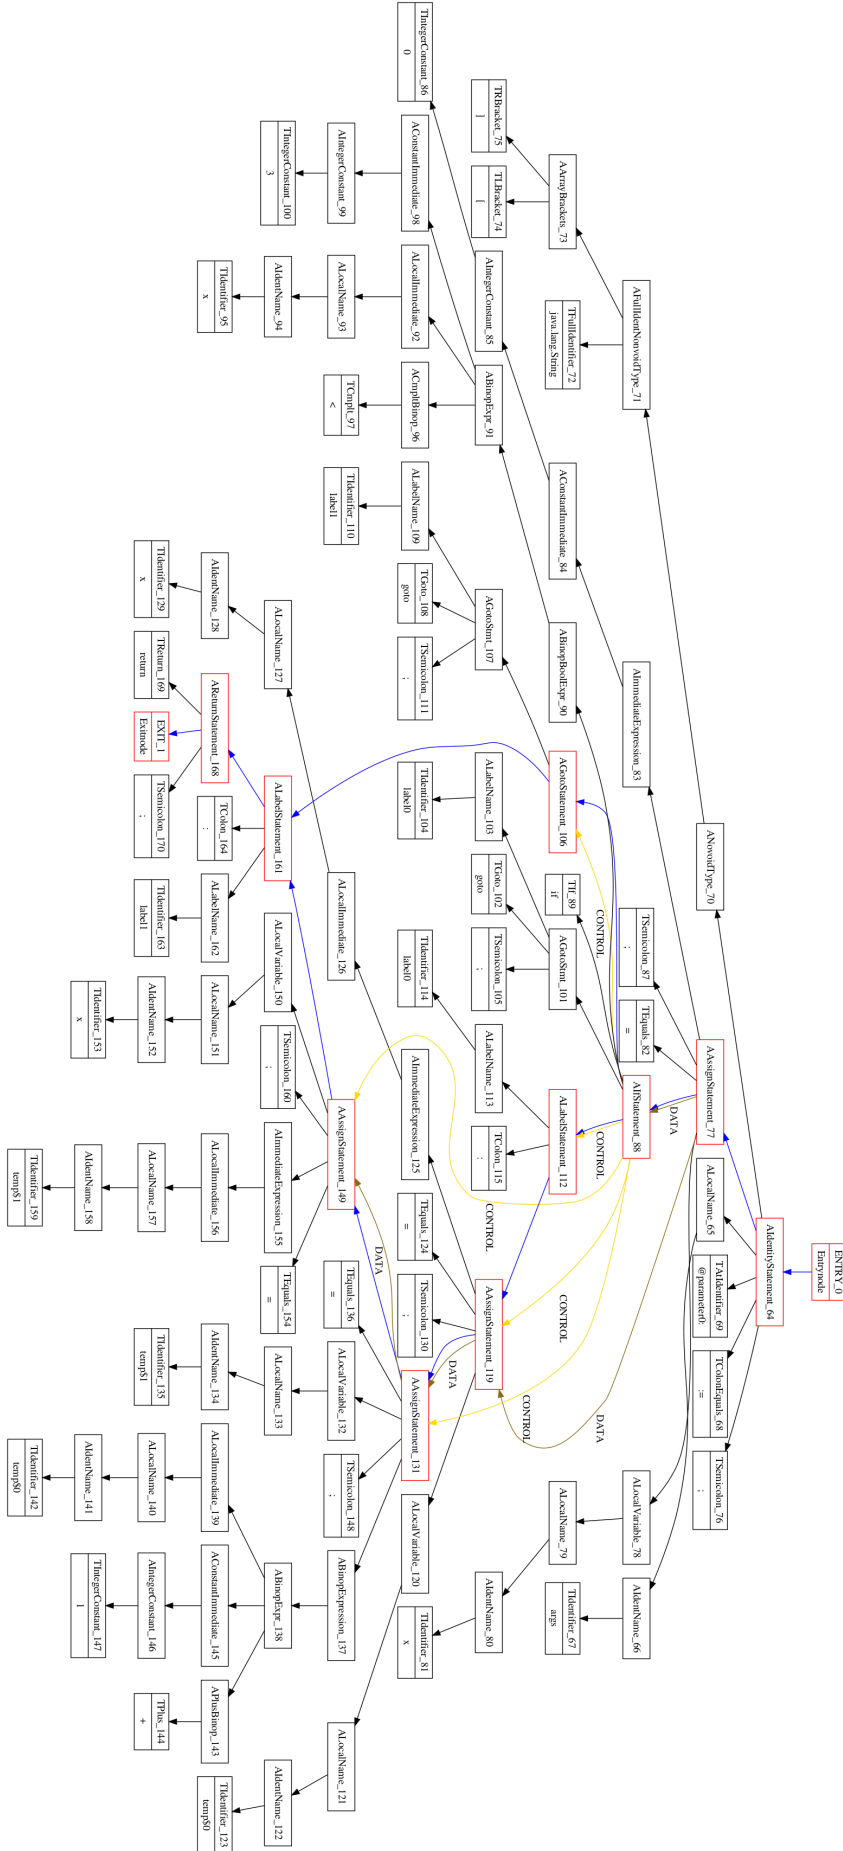 ENTRY_0
Entrynode
AIdentityStatement_64
ANovoidType_70
AAssignStatement_77
ALocalName_65
TAtIdentifier_69
@parameter0:
TColonEquals_68
:=
TSemicolon_76
;
DATA
AFullIdentNonvoidType_71
AImmediateExpression_83
TSemicolon_87
;
TEquals_82
=
AIfStatement_88
ALocalVariable_78
AIdentName_66
CONTROL
CONTROL
DATA
AArrayBrackets_73
TFullIdentifier_72
java.lang.String
AConstantImmediate_84
ABinopBoolExpr_90
AGotoStatement_106
TIf_89
if
AGotoStmt_101
ALabelStatement_112
CONTROL
CONTROL
ALocalName_79
TIdentifier_67
args
TRBracket_75
]
TLBracket_74
[
AIntegerConstant_85
ABinopExpr_91
AGotoStmt_107
ALabelName_103
TGoto_102
goto
TSemicolon_105
;
ALabelName_113
TColon_115
:
CONTROL
AAssignStatement_119
AIdentName_80
DATA
TIntegerConstant_86
0
AConstantImmediate_98
ALocalImmediate_92
ACmpltBinop_96
ALabelName_109
TGoto_108
goto
TSemicolon_111
;
TIdentifier_104
label0
TIdentifier_114
label0
AImmediateExpression_125
TEquals_124
=
TSemicolon_130
;
AAssignStatement_131
ALocalVariable_120
TIdentifier_81
x
DATA
AIntegerConstant_99
ALocalName_93
TCmplt_97
<
TIdentifier_110
label1
ALocalImmediate_126
AAssignStatement_149
TEquals_136
=
ALocalVariable_132
TSemicolon_148
;
ABinopExpression_137
ALocalName_121
TIntegerConstant_100
3
AIdentName_94
ALocalName_127
ALabelStatement_161
ALocalVariable_150
TSemicolon_160
;
AImmediateExpression_155
TEquals_154
=
ALocalName_133
ABinopExpr_138
AIdentName_122
TIdentifier_95
x
AIdentName_128
AReturnStatement_168
TColon_164
:
ALabelName_162
ALocalName_151
ALocalImmediate_156
AIdentName_134
ALocalImmediate_139
AConstantImmediate_145
APlusBinop_143
TIdentifier_123
temp$0
TIdentifier_129
x
TReturn_169
return
EXIT_1
Exitnode
TSemicolon_170
;
TIdentifier_163
label1
AIdentName_152
ALocalName_157
TIdentifier_135
temp$1
ALocalName_140
AIntegerConstant_146
TPlus_144
+
TIdentifier_153
x
AIdentName_158
AIdentName_141
TIntegerConstant_147
1
TIdentifier_159
temp$1
TIdentifier_142
temp$0